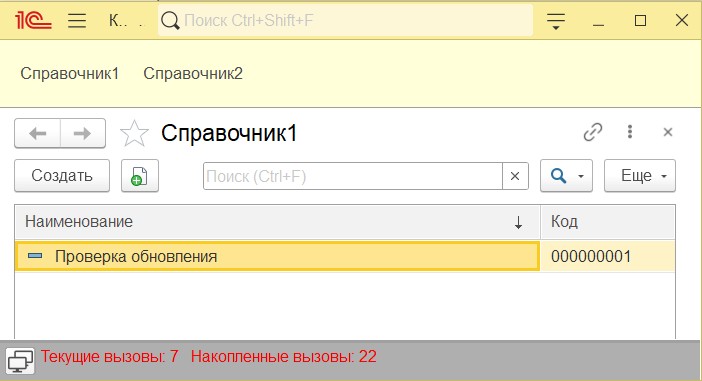 1С К.. . Поиск Ctrl+Shift+F
Справочник1 Справочник2
Справочник1
Создать Поиск (Ctrl+F) × Еще
Наименование ↓ Код
Проверка обновления 000000001
Текущие вызовы: 7 Накопленные вызовы: 22